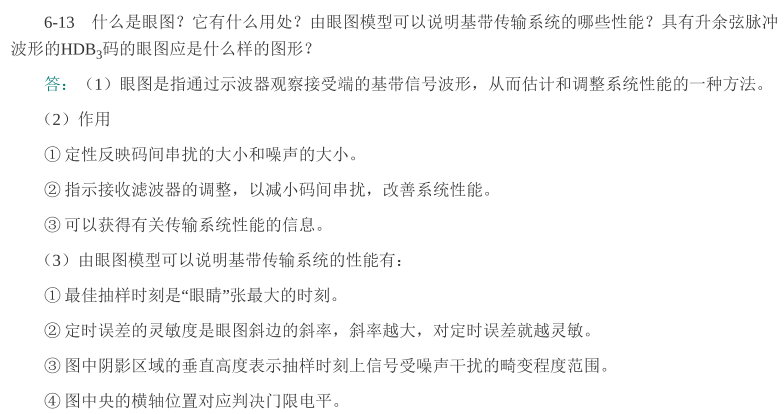 6-13 什么是眼图？它有什么用处？由眼图模型可以说明基带传输系统的哪些性能？具有升余弦脉冲
波形的HDB₃码的眼图应是什么样的图形？
答：（1）眼图是指通过示波器观察接受端的基带信号波形，从而估计和调整系统性能的一种方法。
（2）作用
① 定性反映码间串扰的大小和噪声的大小。
② 指示接收滤波器的调整，以减小码间串扰，改善系统性能。
③ 可以获得有关传输系统性能的信息。
（3）由眼图模型可以说明基带传输系统的性能有：
① 最佳抽样时刻是“眼睛”张最大的时刻。
② 定时误差的灵敏度是眼图斜边的斜率，斜率越大，对定时误差就越灵敏。
③ 图中阴影区域的垂直高度表示抽样时刻上信号受噪声干扰的畸变程度范围。
④ 图中央的横轴位置对应判决门限电平。